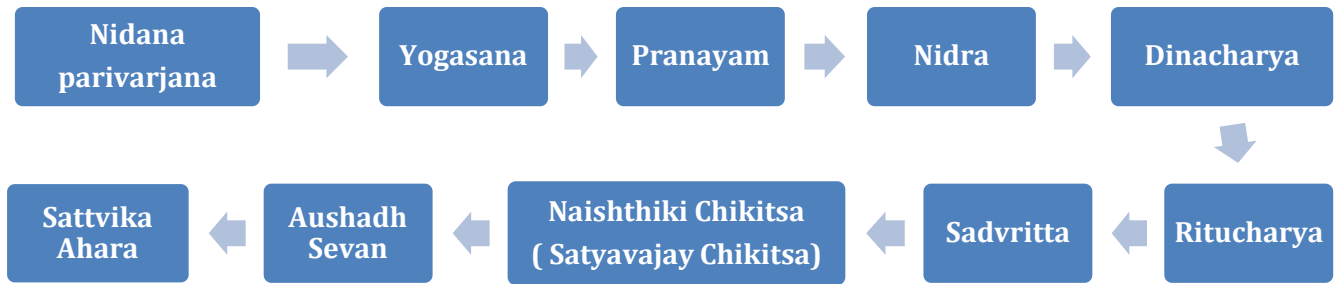 Nidana
parivarjana
Yogasana
Pranayam
Nidra
Dinacharya
Ritucharya
Sadvritta
Naishthiki Chikitsa
( Satyavajay Chikitsa)
Aushadh
Sevan
Sattvika
Ahara